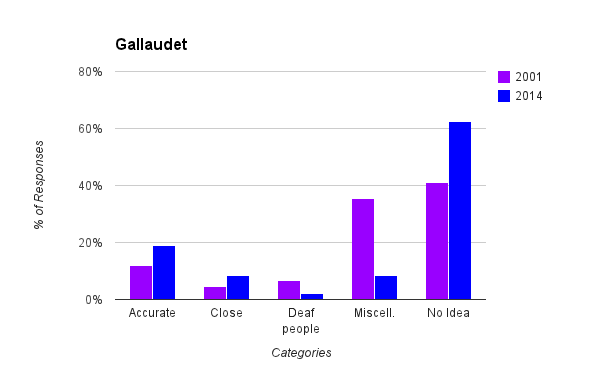 Gallaudet
80%
60%
40%
20%
0%
% of Responses
Accurate
Close
Deaf
people
Miscell.
No Idea
Categories
2001
2014